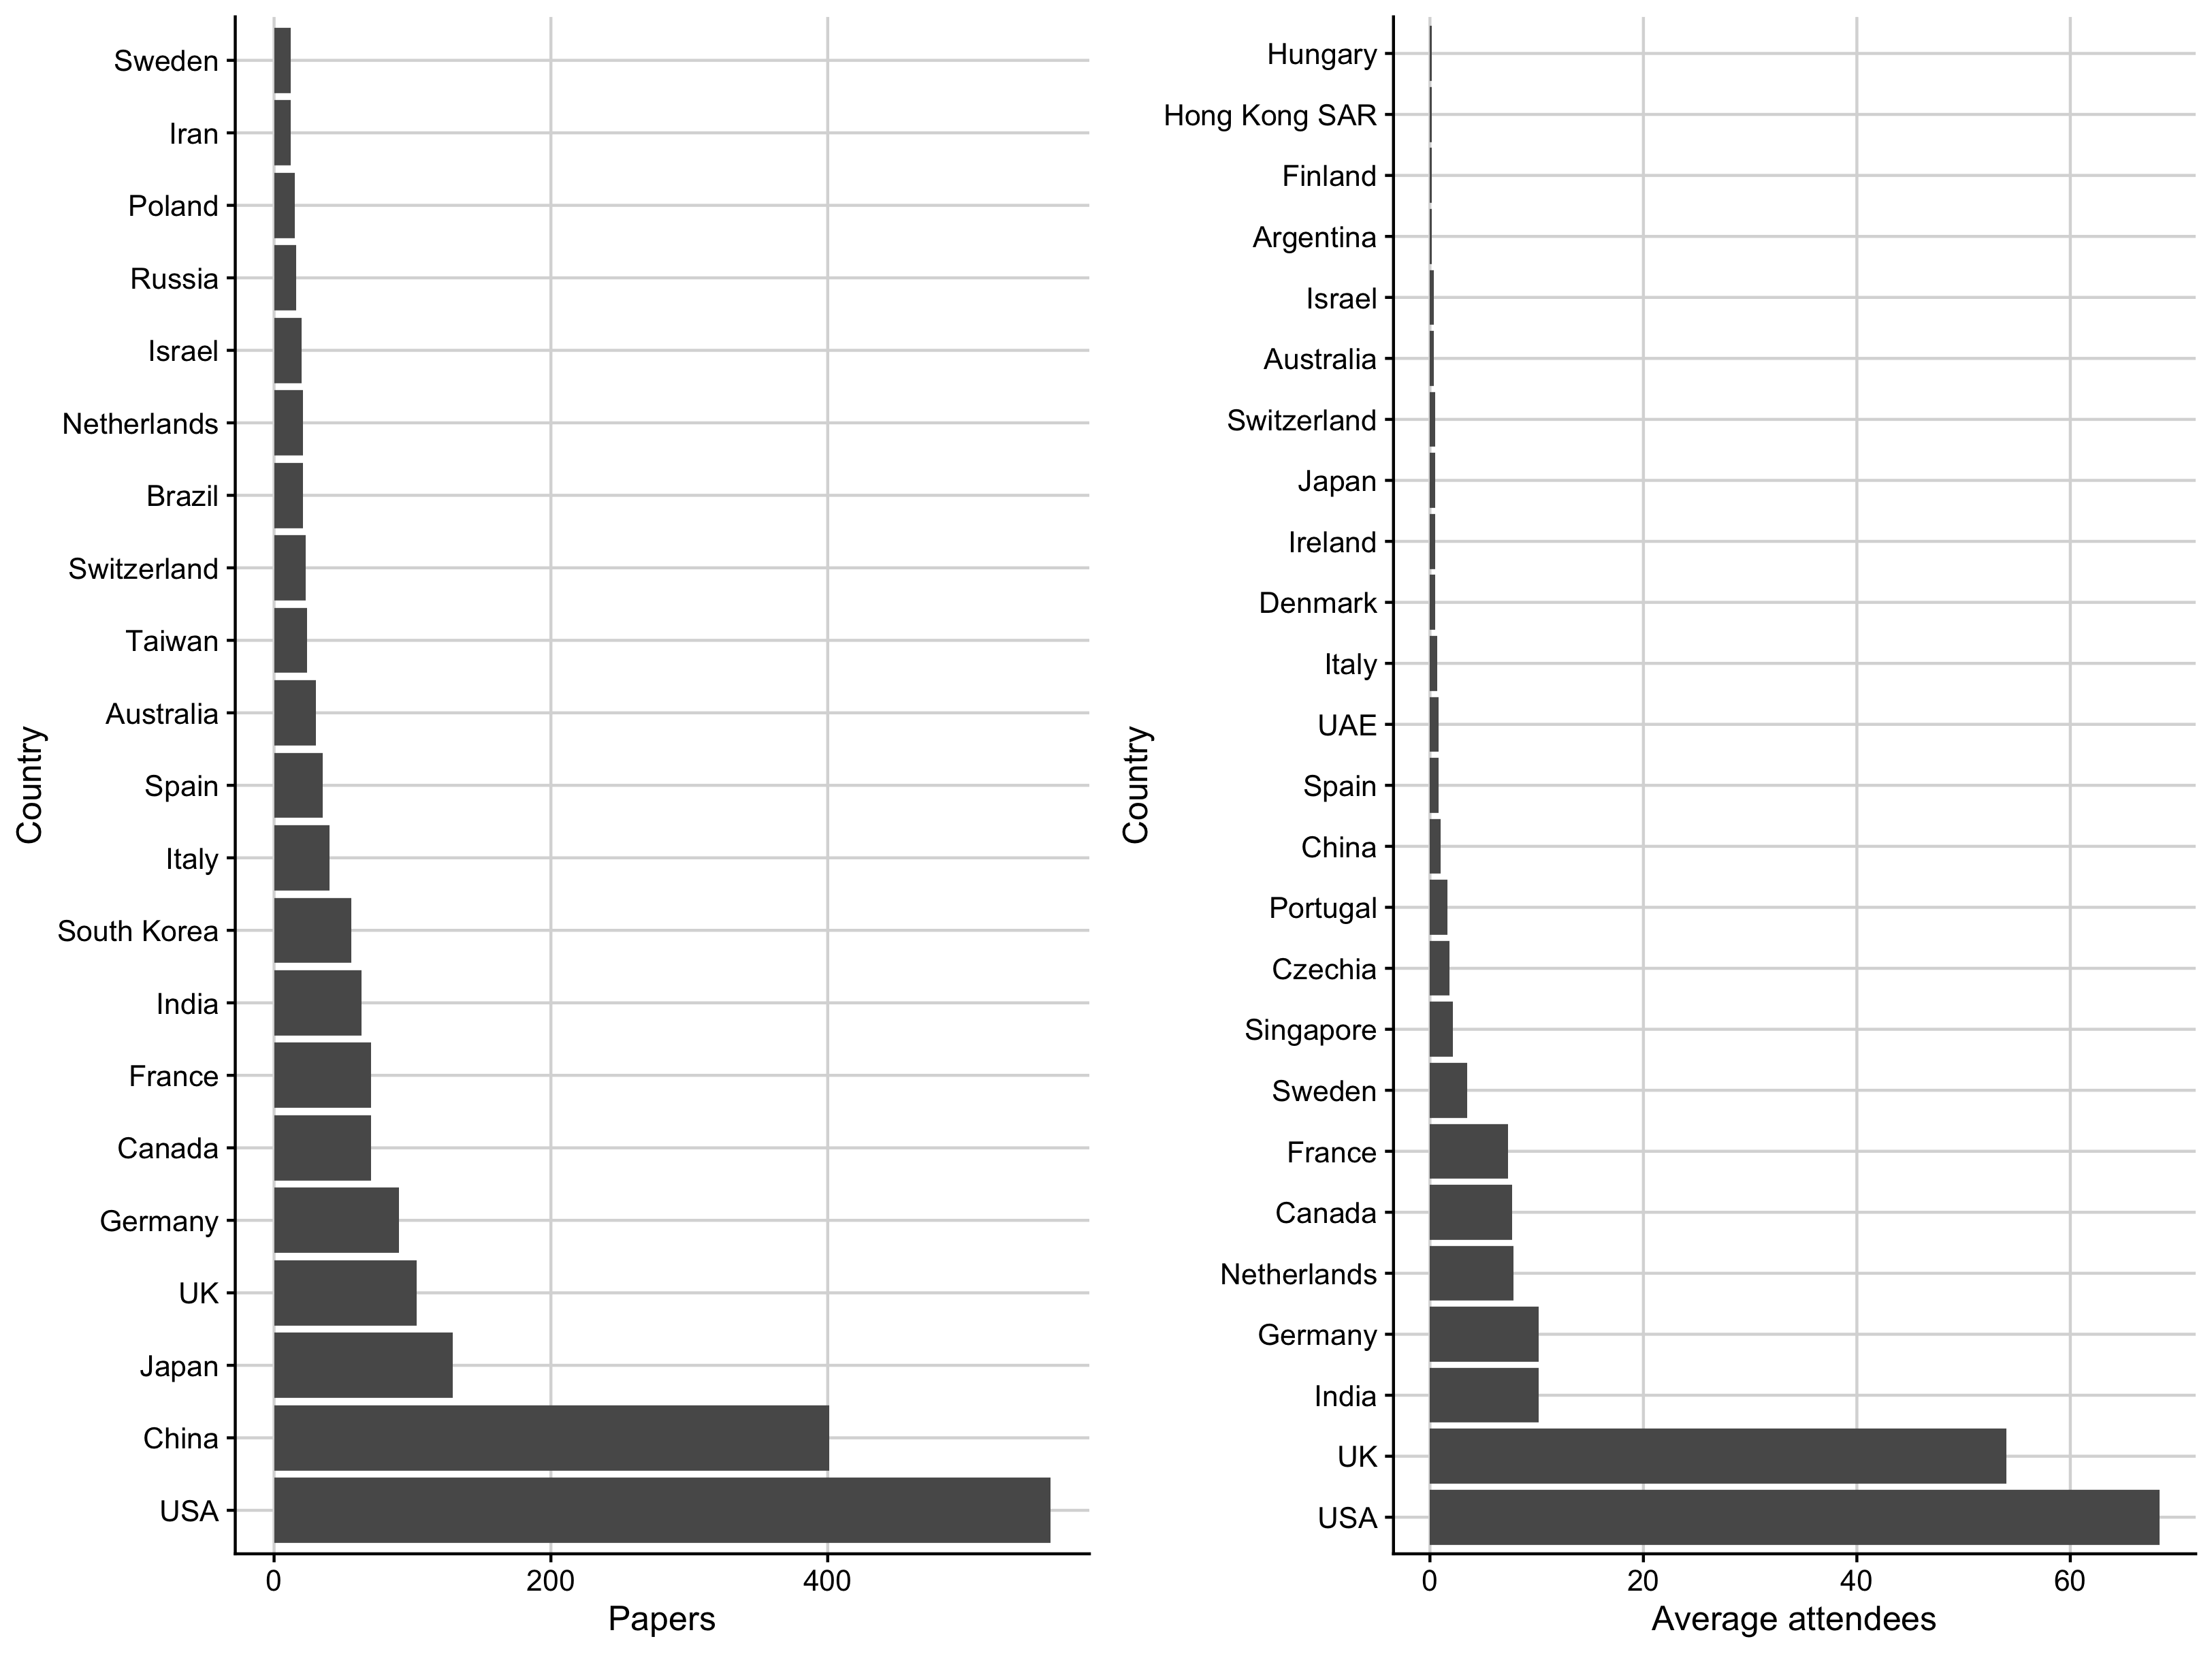 Country
Sweden
Iran
Poland
Russia
Israel
Netherlands
Brazil
Switzerland
Taiwan
Australia
Spain
Italy
South Korea
India
France
Canada
Germany
UK
Japan
China
USA
0 200 400
Papers
Country
Hungary
Hong Kong SAR
Finland
Argentina
Israel
Australia
Switzerland
Japan
Ireland
Denmark
Italy
UAE
Spain
China
Portugal
Czechia
Singapore
Sweden
France
Canada
Netherlands
Germany
India
UK
USA
0 20 40 60
Average attendees